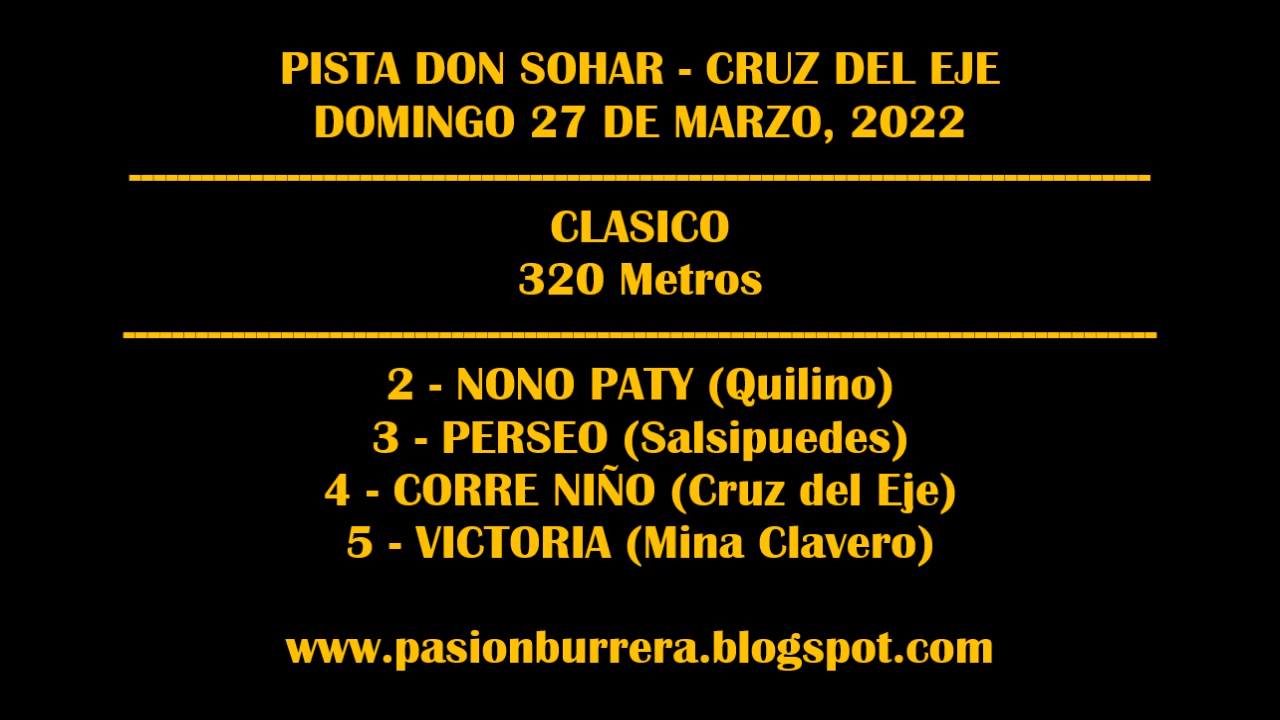 PISTA DON SOHAR - CRUZ DEL EJE
DOMINGO 27 DE MARZO, 2022
--------------------------------------------------------------------------------------
CLASICO
320 Metros
---------------------------------------------------------------------------------------
2 - NONO PATY (Quilino)
3 - PERSEO (Salsipuedes)
4 - CORRE NIÑO (Cruz del Eje)
5 - VICTORIA (Mina Clavero)
www.pasionburrera.blogspot.com